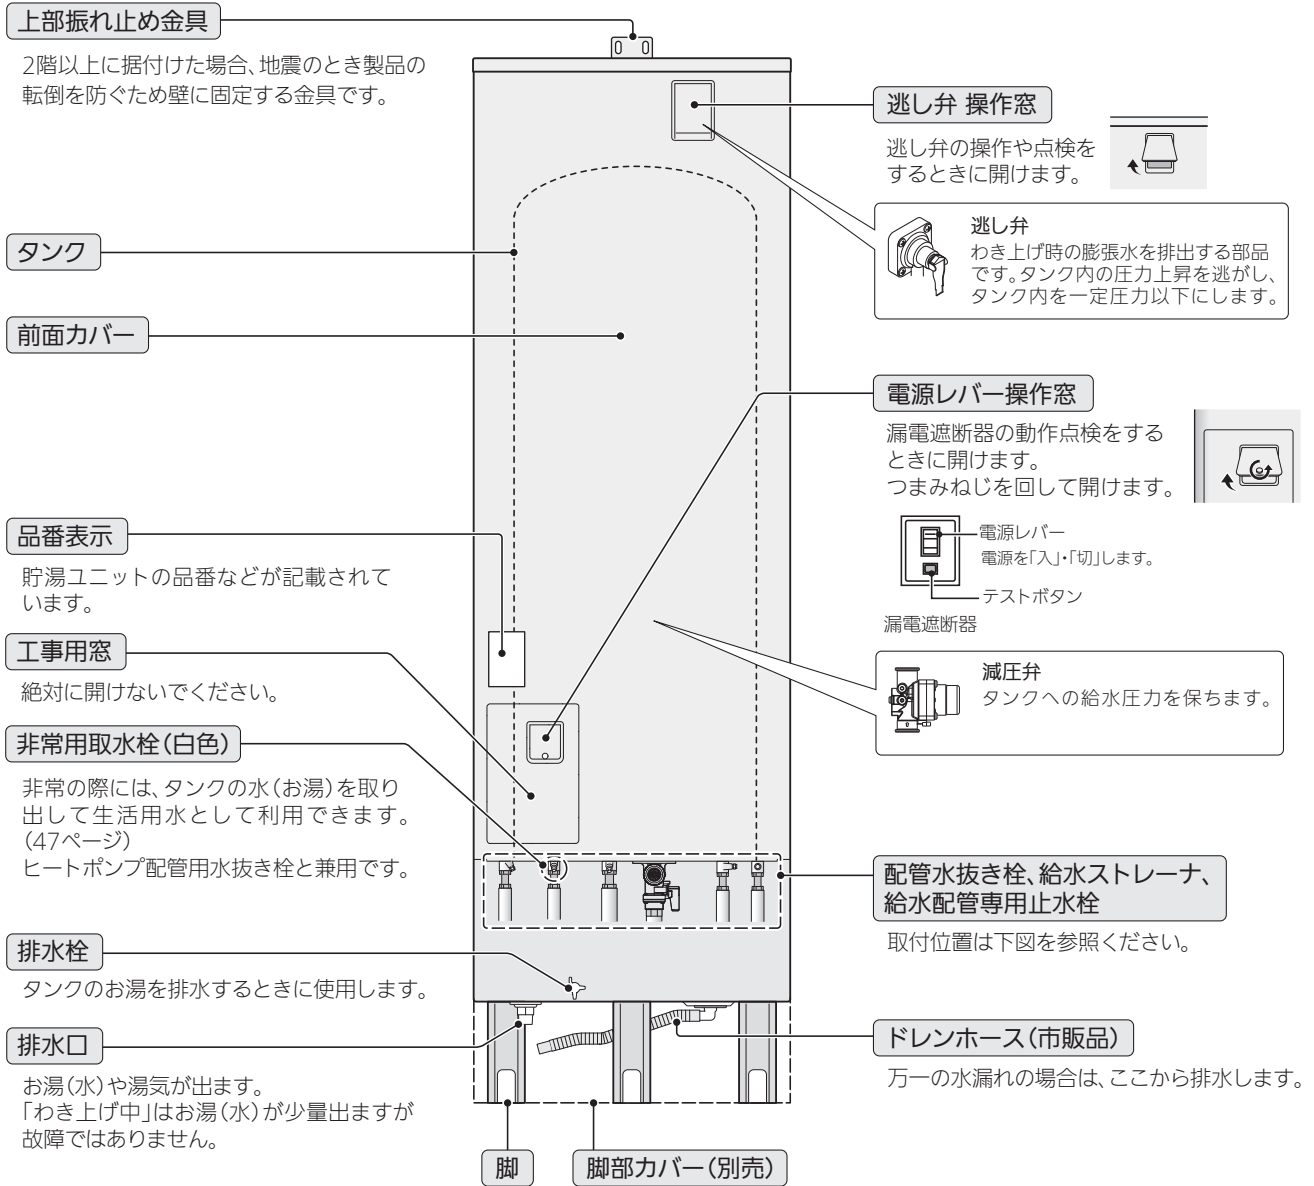 上部振れ止め金具
2階以上に据付けた場合、地震のとき製品の
転倒を防ぐため壁に固定する金具です。
タンク
前面カバー
品番表示
貯湯ユニットの品番などが記載されて
います。
工事用窓
絶対に開けないでください。
非常用取水栓(白色)
非常の際には、タンクの水(お湯)を取り
出して生活用水として利用できます。
(47ページ)
ヒートポンプ配管用水抜き栓と兼用です。
排水栓
タンクのお湯を排水するときに使用します。
排水口
お湯(水)や湯気が出ます。
「わき上げ中」はお湯(水)が少量出ますが
故障ではありません。
脚
脚部カバー(別売)
逃し弁 操作窓
逃し弁の操作や点検を
するときに開けます。
逃し弁
わき上げ時の膨張水を排出する部品
です。タンク内の圧力上昇を逃がし、
タンク内を一定圧力以下にします。
電源レバー操作窓
漏電遮断器の動作点検をする
ときに開けます。
つまみねじを回して開けます。
電源レバー
電源を「入」・「切」します。
テストボタン
漏電遮断器
減圧弁
タンクへの給水圧力を保ちます。
配管水抜き栓、給水ストレーナ、
給水配管専用止水栓
取付位置は下図を参照ください。
ドレンホース(市販品)
万一の水漏れの場合は、ここから排水します。